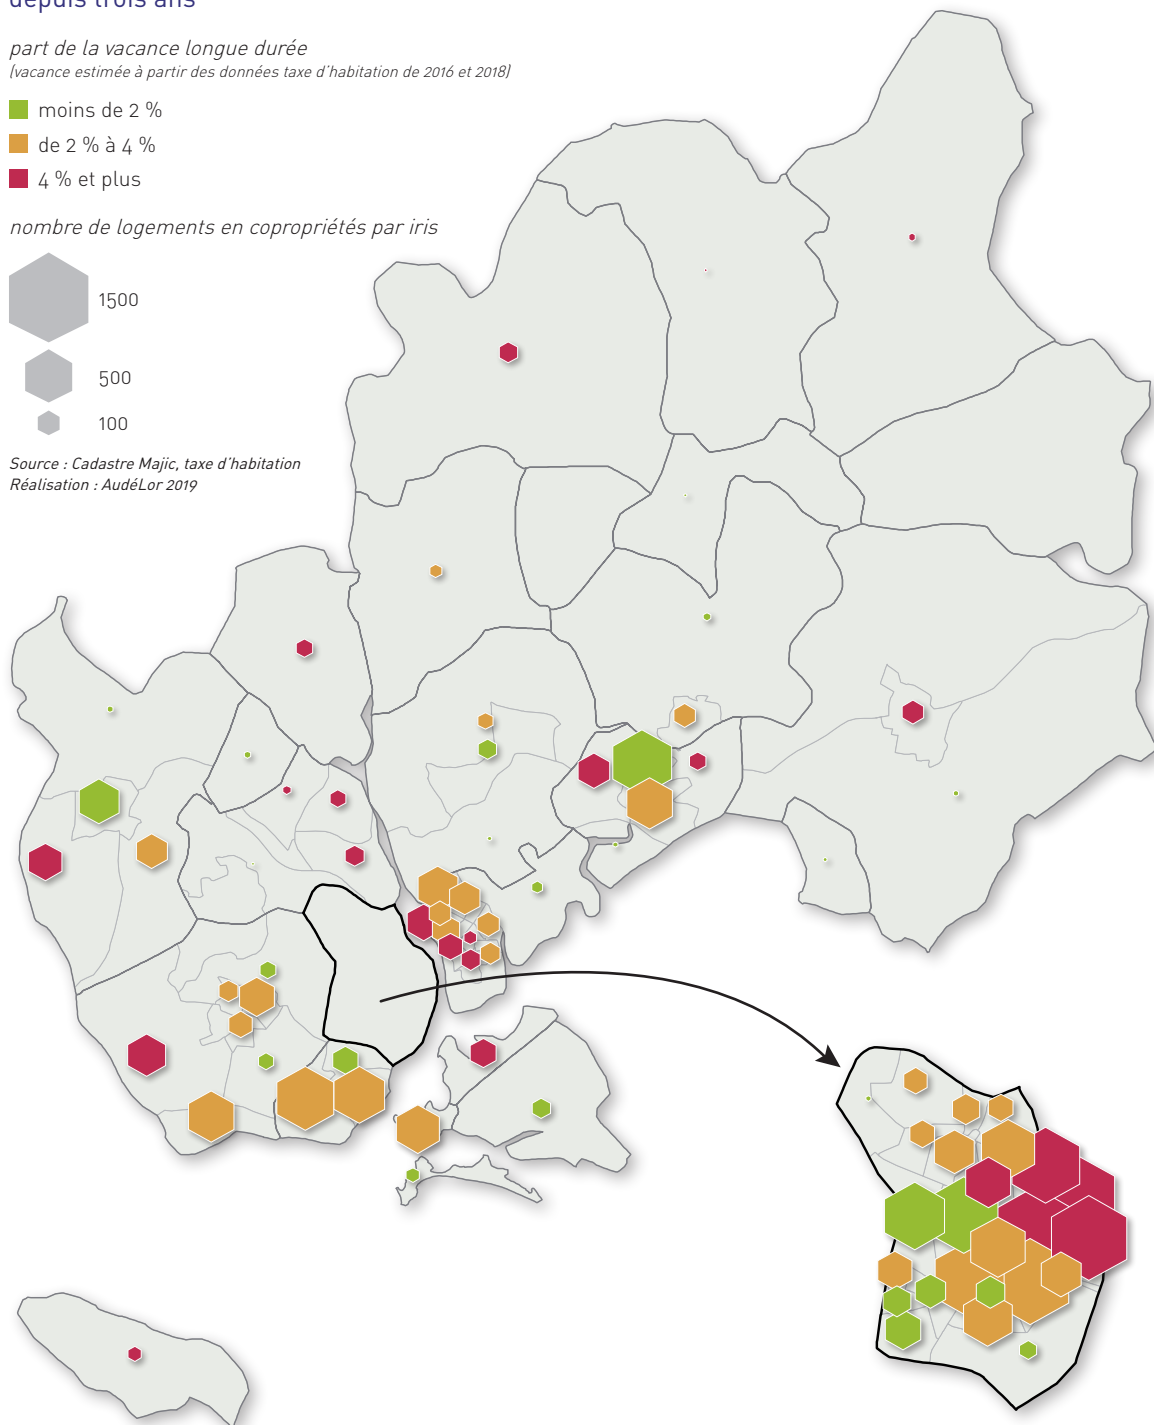 depuis trois ans
part de la vacance longue durée
(vacance estimée à partir des données taxe d'habitation de 2016 et 2018)
moins de 2 %
de 2 % à 4 %
4 % et plus
nombre de logements en copropriétés par iris
1500
500
100
Source : Cadastre Majic, taxe d'habitation
Réalisation : AudéLor 2019